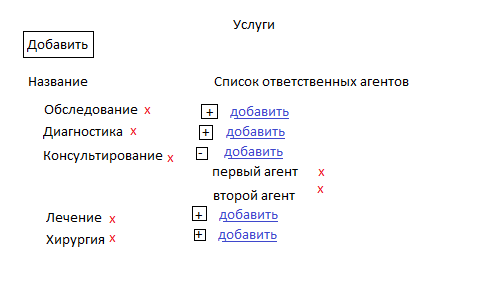 Услуги
Добавить
Название Список ответственных агентов
Обследование x + добавить
Диагностика x + добавить
Консультирование x - добавить
первый агент x
второй агент x
Лечение x + добавить
Хирургия x + добавить